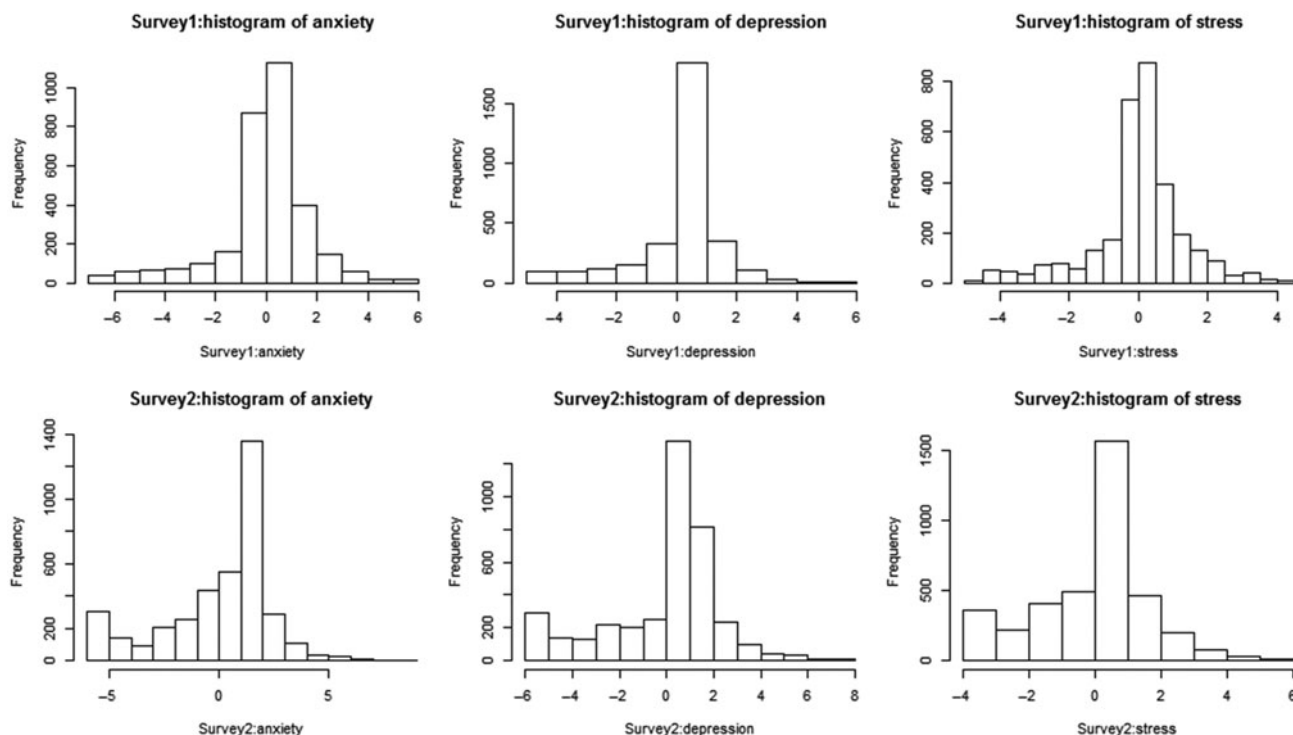 Survey1:histogram of anxiety
Frequency
0 200 400 600 800 1000
−6 −4 −2 0 2 4 6
Survey1:anxiety
Survey1:histogram of depression
Frequency
0 500 1000 1500
−4 −2 0 2 4 6
Survey1:depression
Survey1:histogram of stress
Frequency
0 200 400 600 800
−4 −2 0 2 4
Survey1:stress
Survey2:histogram of anxiety
Frequency
0 200 600 1000 1400
−5 0 5
Survey2:anxiety
Survey2:histogram of depression
Frequency
0 200 600 1000
−6 −4 −2 0 2 4 6 8
Survey2:depression
Survey2:histogram of stress
Frequency
0 500 1000 1500
−4 −2 0 2 4 6
Survey2:stress